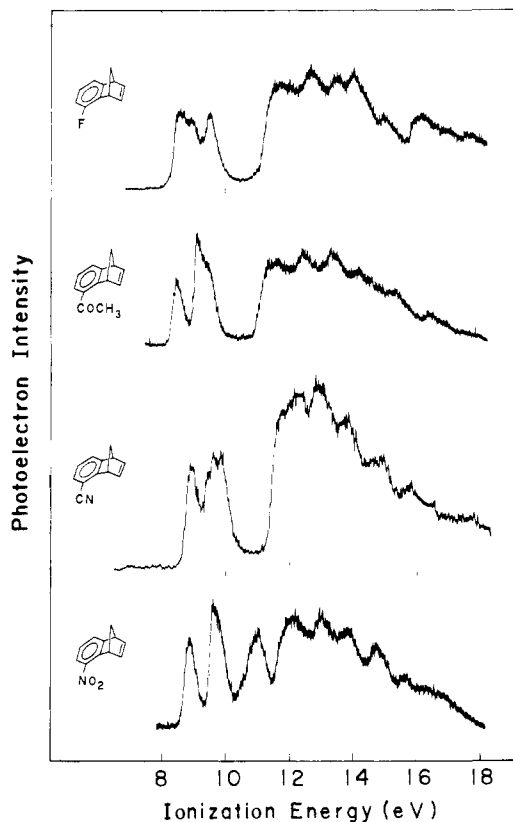 F
COCH3
CN
NO2
Photoelectron Intensity
8 10 12 14 16 18
Ionization Energy (eV)